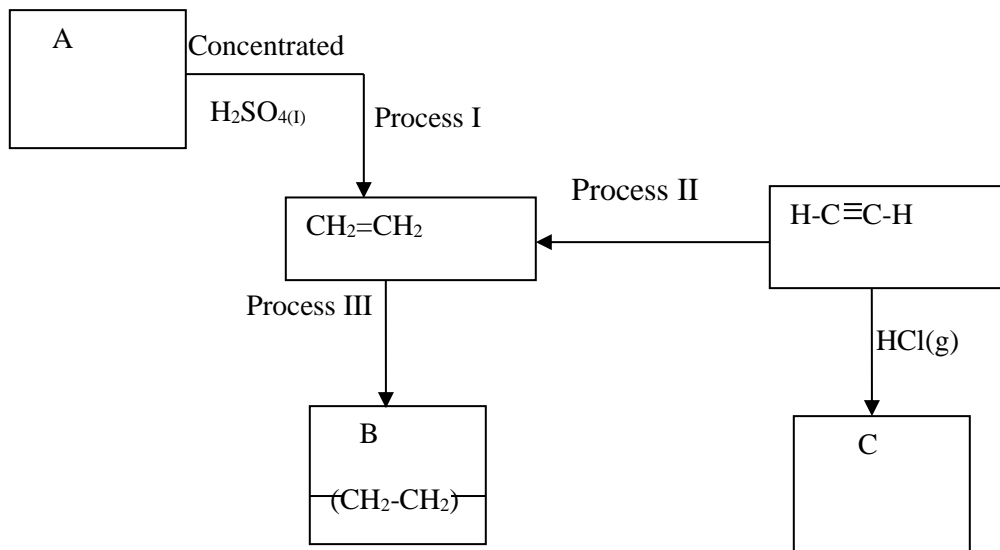 A
Concentrated
H₂SO₄₍ₗ₎
Process I
Process II
CH₂=CH₂
H-C≡C-H
Process III
HCl(g)
B
C
(CH₂-CH₂)